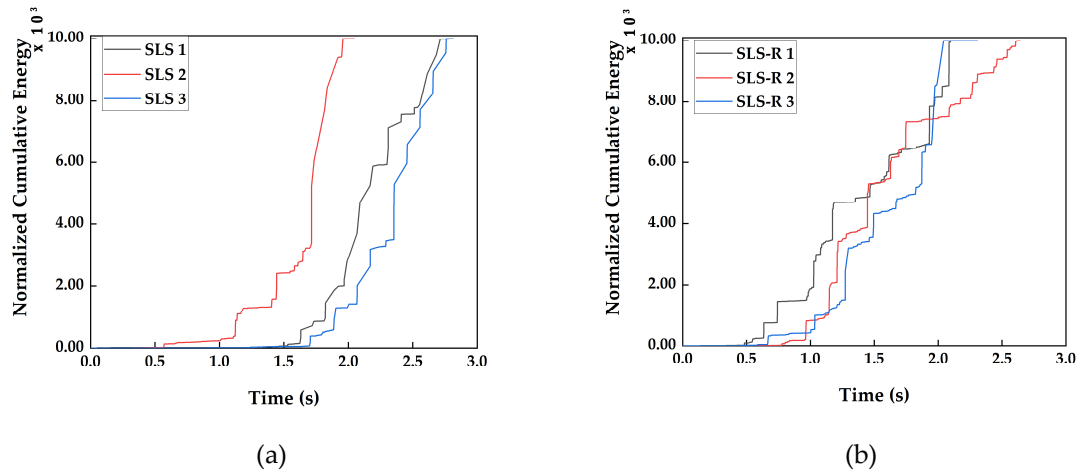 x 10³
Normalized Cumulative Energy
10.00
8.00
6.00
4.00
2.00
0.00
SLS 1
SLS 2
SLS 3
0.0 0.5 1.0 1.5 2.0 2.5 3.0
Time (s)
(a)
x 10³
Normalized Cumulative Energy
10.00
8.00
6.00
4.00
2.00
0.00
SLS-R 1
SLS-R 2
SLS-R 3
0.0 0.5 1.0 1.5 2.0 2.5 3.0
Time (s)
(b)